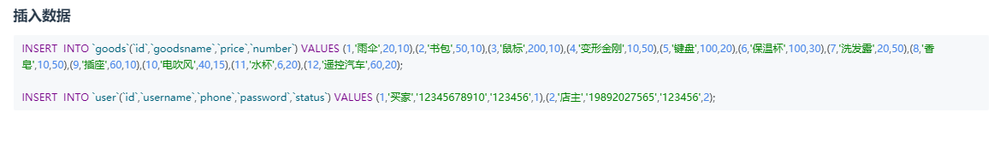 插入数据
INSERT INTO `goods`(`id`,`goodsname`,`price`,`number`) VALUES (1,'雨伞',20,10),(2,'书包',50,10),(3,'鼠标',200,10),(4,'变形金刚',10,50),(5,'键盘',100,20),(6,'保温杯',100,30),(7,'洗发露',20,50),(8,'香
皂',10,50),(9,'插座',60,10),(10,'电吹风',40,15),(11,'水杯',6,20),(12,'遥控汽车',60,20);
INSERT INTO `user`(`id`,`username`,`phone`,`password`,`status`) VALUES (1,'买家','12345678910','123456',1),(2,'店主','19892027565','123456',2);